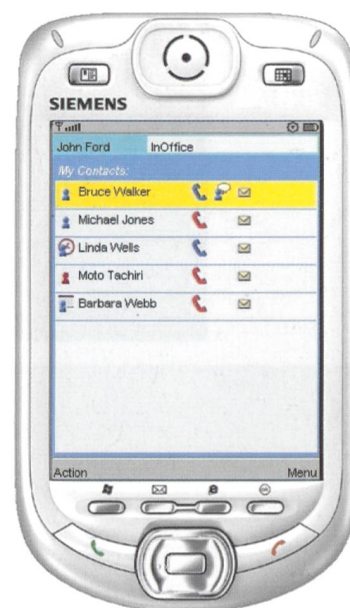 SIEMENS
John Ford InOffice
My Contacts:
Bruce Walker
Michael Jones
Linda Wells
Moto Tachiri
Barbara Webb
Action Menu